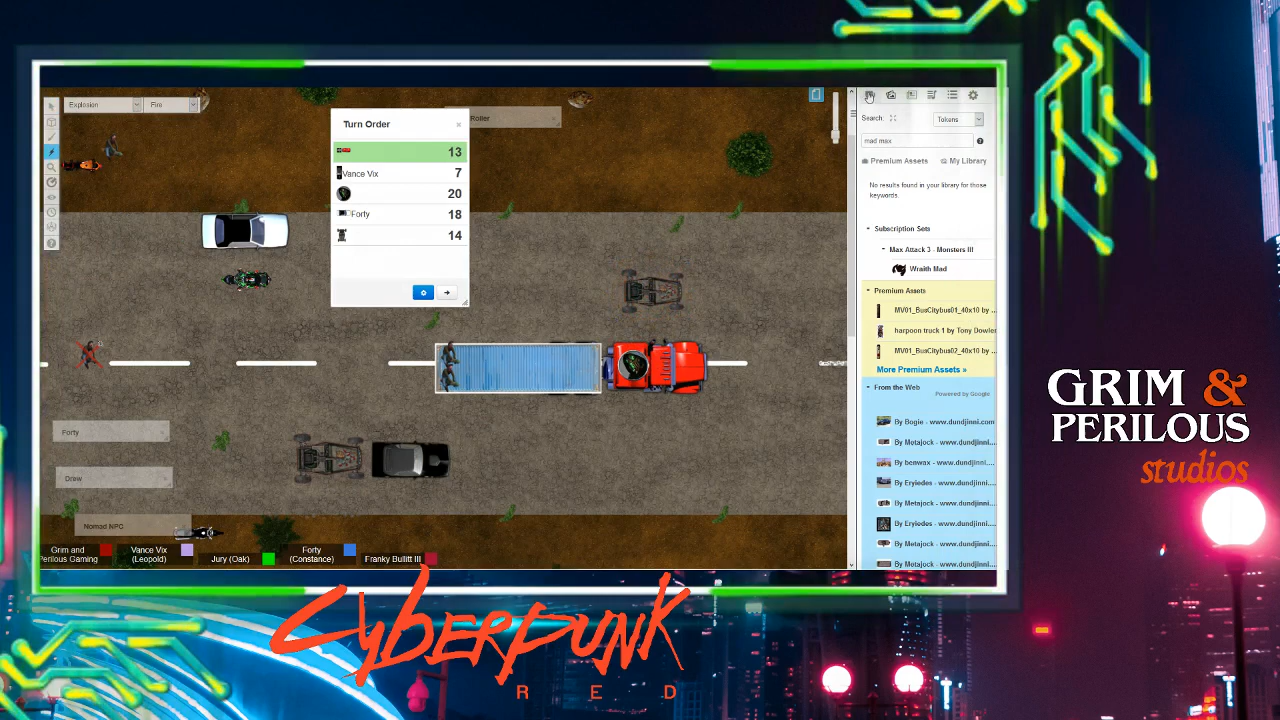 Explosion
Fire
Turn Order
×
13
Vance Vix
7
20
Forty
18
14
Roller
Forty
Drew
Nomad NPC
Grim and
Perilous Gaming
Vance Vix
(Leopold)
Jury (Oak)
Forty
(Constance)
Franky Bullitt III
Search:
Tokens
mad max
Premium Assets
My Library
No results found in your library for those
keywords.
Subscription Sets
Max Attack 3 - Monsters III
Wraith Mad
Premium Assets
MV01_BusCitybus01_40x10 by ...
harpoon truck 1 by Tony Dowler
MV01_BusCitybus02_40x10 by ...
More Premium Assets »
From the Web
Powered by Google
By Bogie - www.dundjinni.com
By Metajock - www.dundjinni....
By benwax - www.dundjinni....
By Eryiedes - www.dundjinni....
By Metajock - www.dundjinni....
By Eryiedes - www.dundjinni....
By Metajock - www.dundjinni....
By Metajock - www.dundjinni....
GRIM &
PERILOUS
studios
Cyberpunk
RED